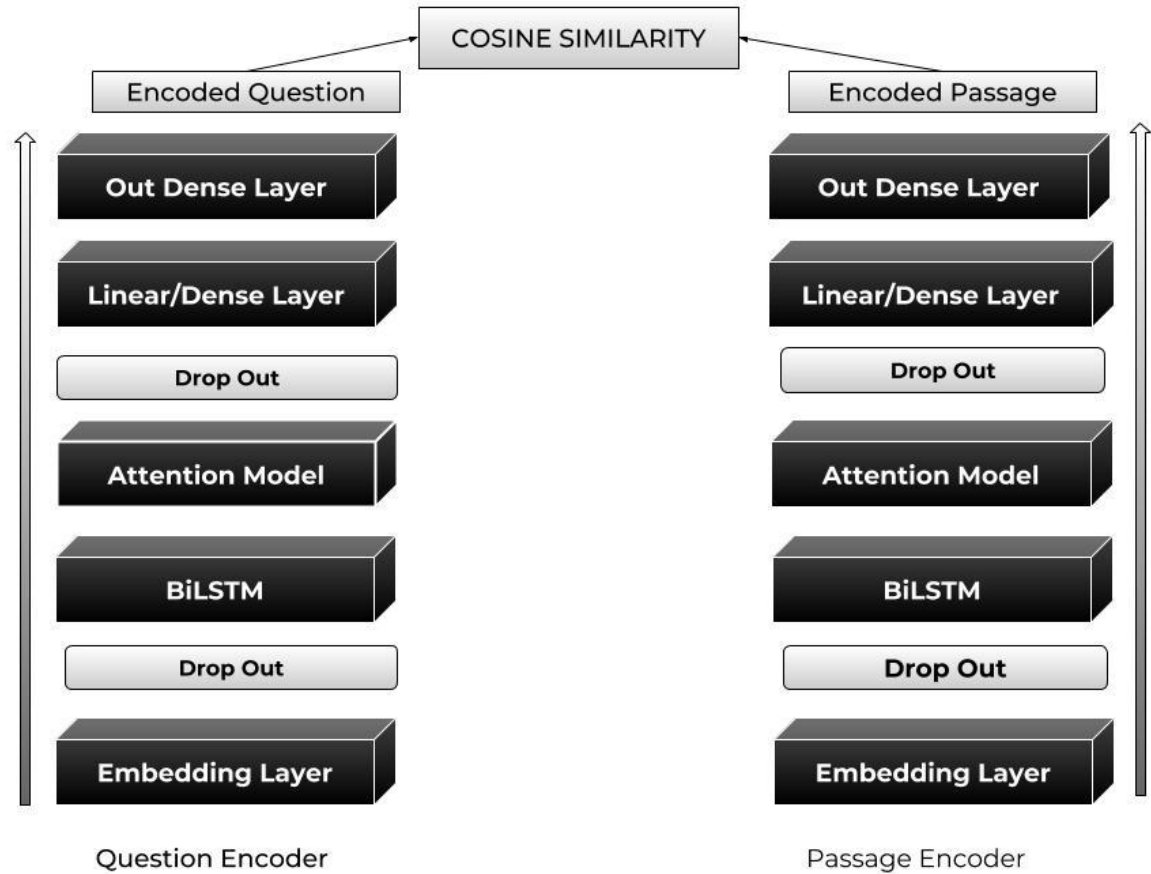 COSINE SIMILARITY
Encoded Question
Out Dense Layer
Linear/Dense Layer
Drop Out
Attention Model
BiLSTM
Drop Out
Embedding Layer
Question Encoder
Encoded Passage
Out Dense Layer
Linear/Dense Layer
Drop Out
Attention Model
BiLSTM
Drop Out
Embedding Layer
Passage Encoder